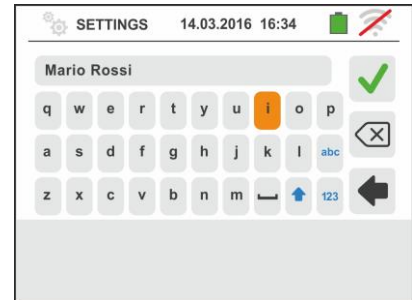 SETTINGS 14.03.2016 16:34
Mario Rossi
q w e r t y u i o p
a s d f g h j k l abc
z x c v b n m 123